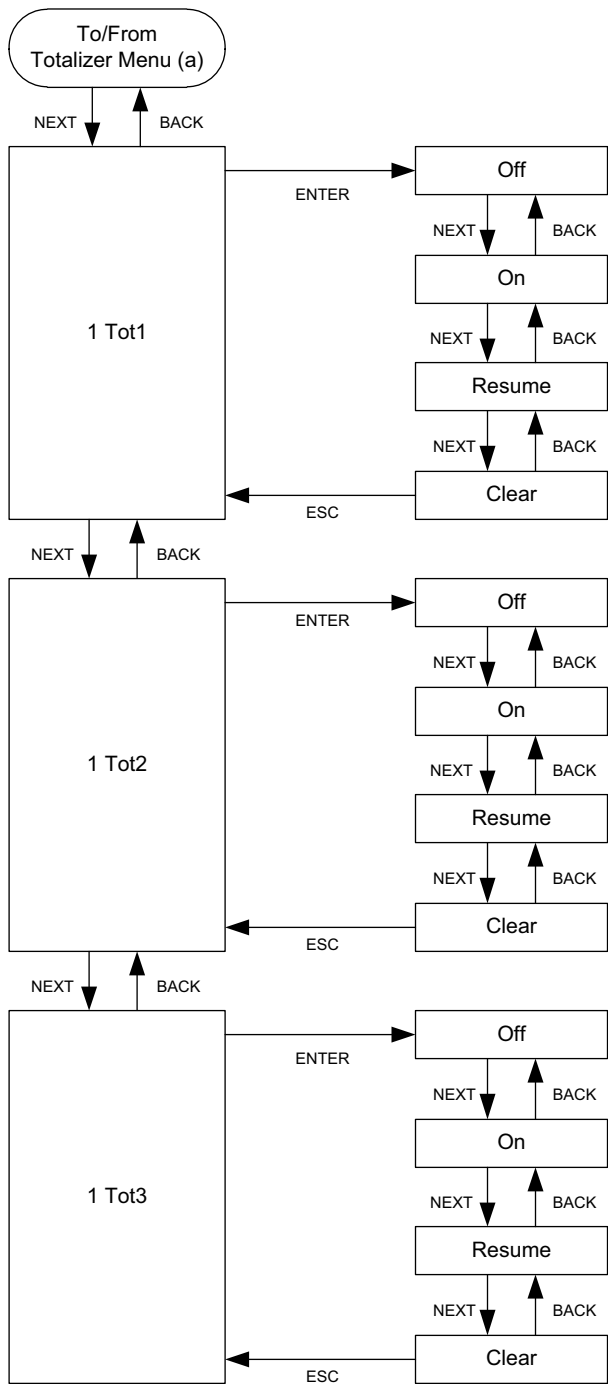 To/From
Totalizer Menu (a)
NEXT BACK
1 Tot1
ENTER
Off
NEXT BACK
On
NEXT BACK
Resume
NEXT BACK
Clear
ESC
NEXT BACK
1 Tot2
ENTER
Off
NEXT BACK
On
NEXT BACK
Resume
NEXT BACK
Clear
ESC
NEXT BACK
1 Tot3
ENTER
Off
NEXT BACK
On
NEXT BACK
Resume
NEXT BACK
Clear
ESC